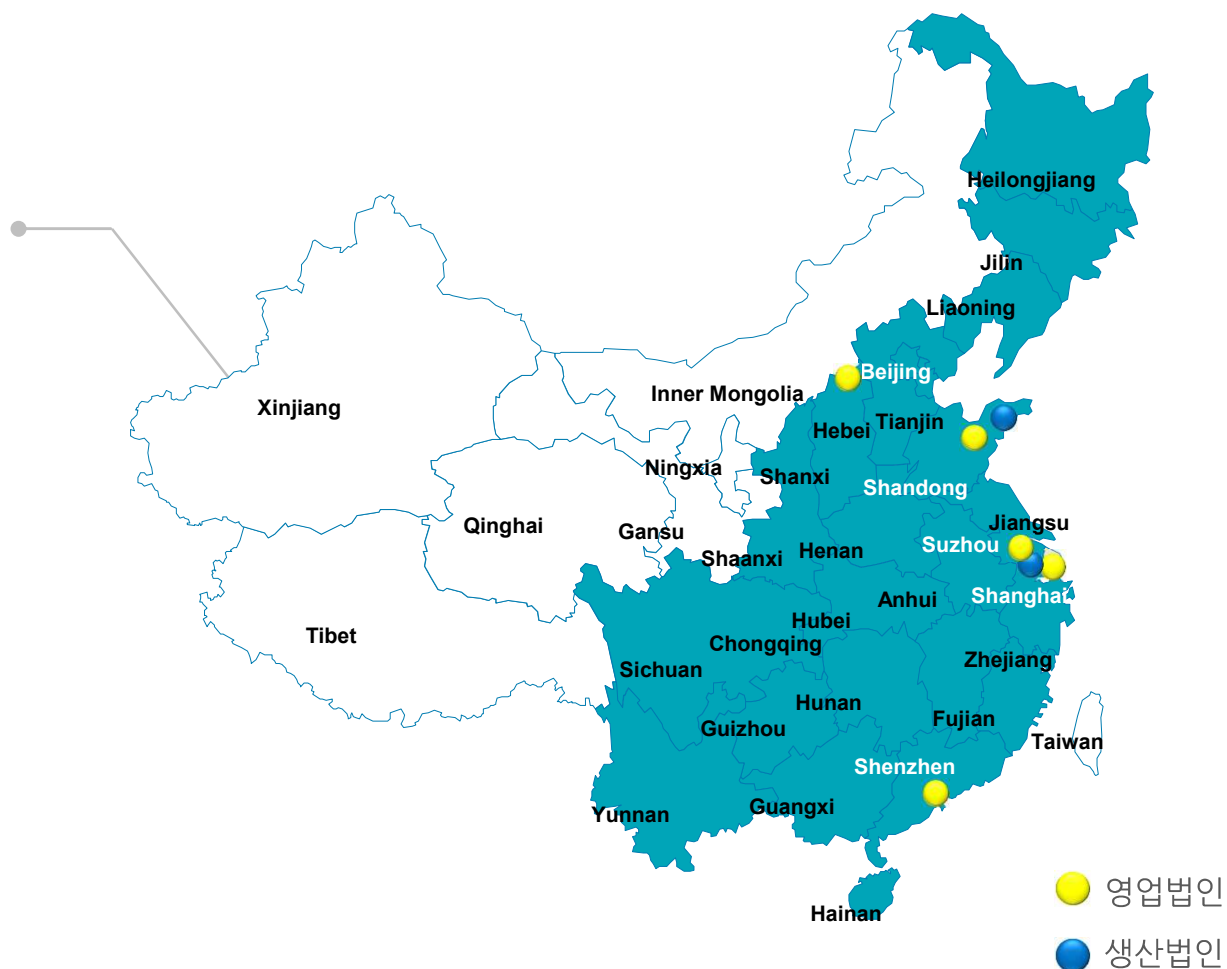 Heilongjiang
Jilin
Liaoning
Beijing
Inner Mongolia
Xinjiang
Tianjin
Hebei
Ningxia
Shanxi
Shandong
Qinghai
Gansu
Jiangsu
Suzhou
Henan
Shaanxi
Shanghai
Anhui
Hubei
Tibet
Chongqing
Zhejiang
Sichuan
Hunan
Fujian
Guizhou
Taiwan
Shenzhen
Guangxi
Yunnan
영업법인
Hainan
생산법인